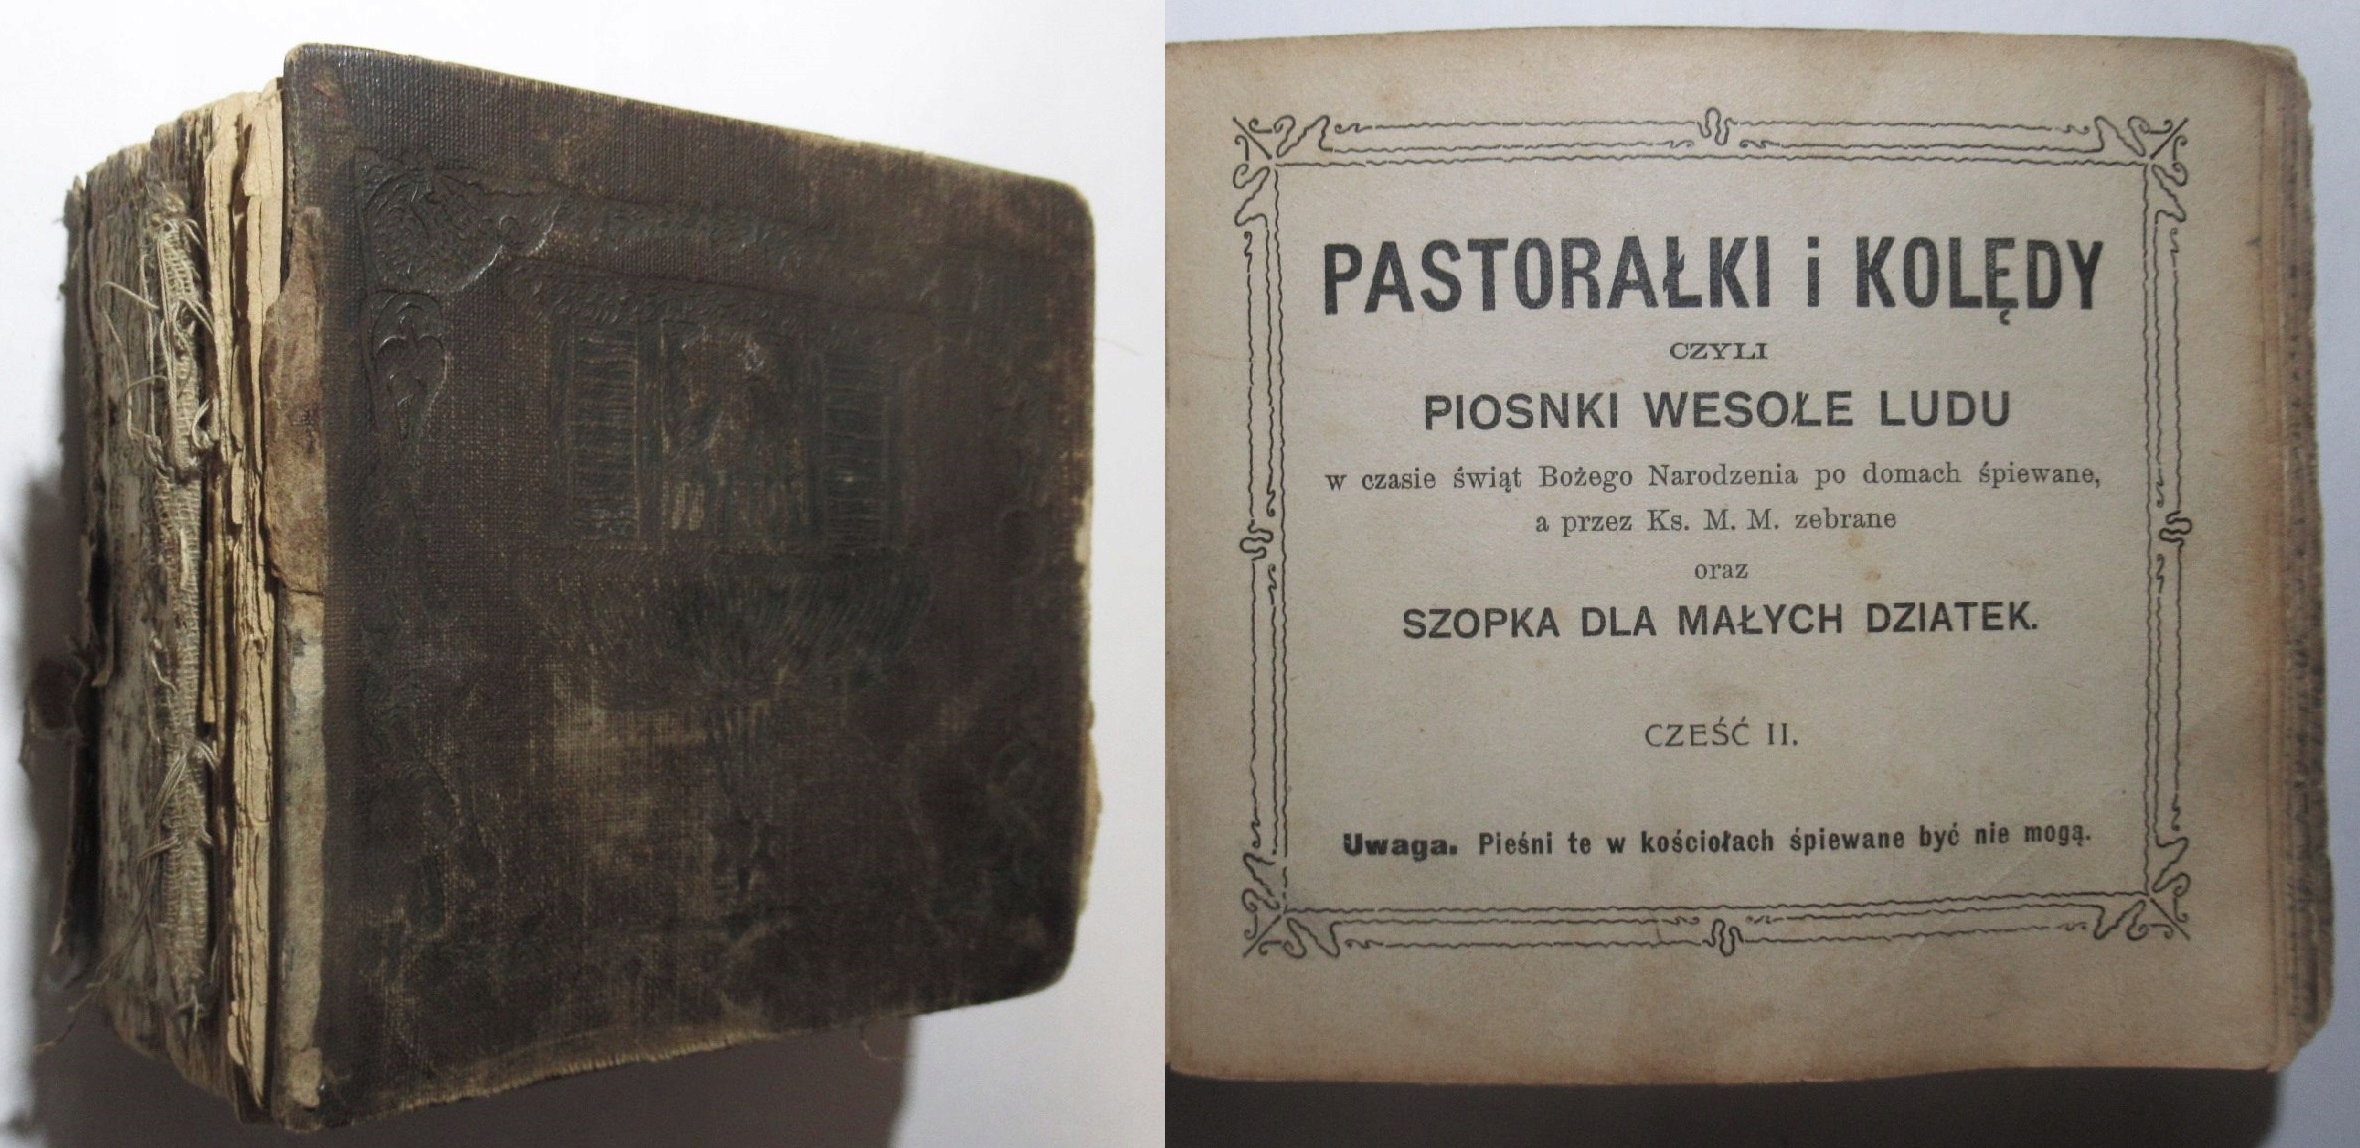 PASTORAŁKI i KOLĘDY
CZYLI
PIOSNKI WESOŁE LUDU
w czasie świąt Bożego Narodzenia po domach śpiewane,
a przez Ks. M. M. zebrane
oraz
SZOPKA DLA MAŁYCH DZIATEK.
CZEŚĆ II.
Uwaga. Pieśni te w kościołach śpiewane być nie mogą.